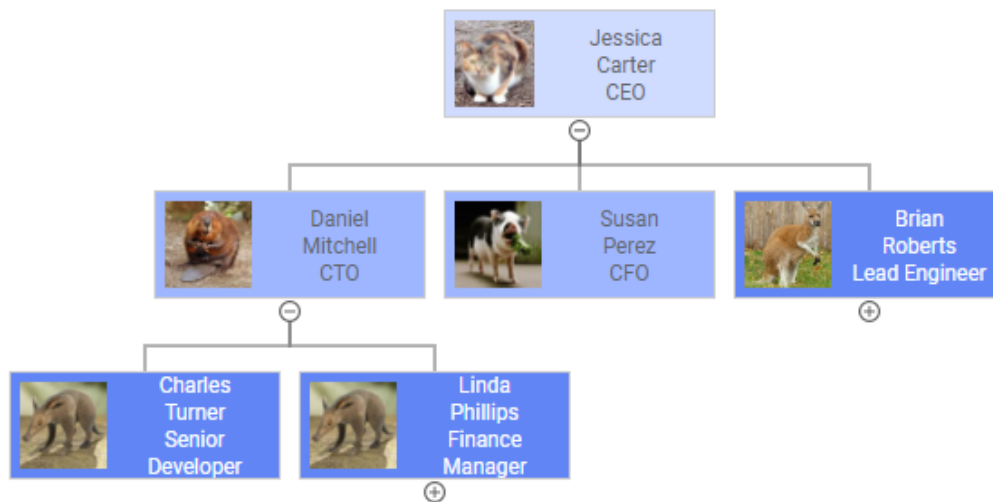 Jessica
Carter
CEO
Daniel
Mitchell
CTO
Susan
Perez
CFO
Brian
Roberts
Lead Engineer
Charles
Turner
Senior
Developer
Linda
Phillips
Finance
Manager